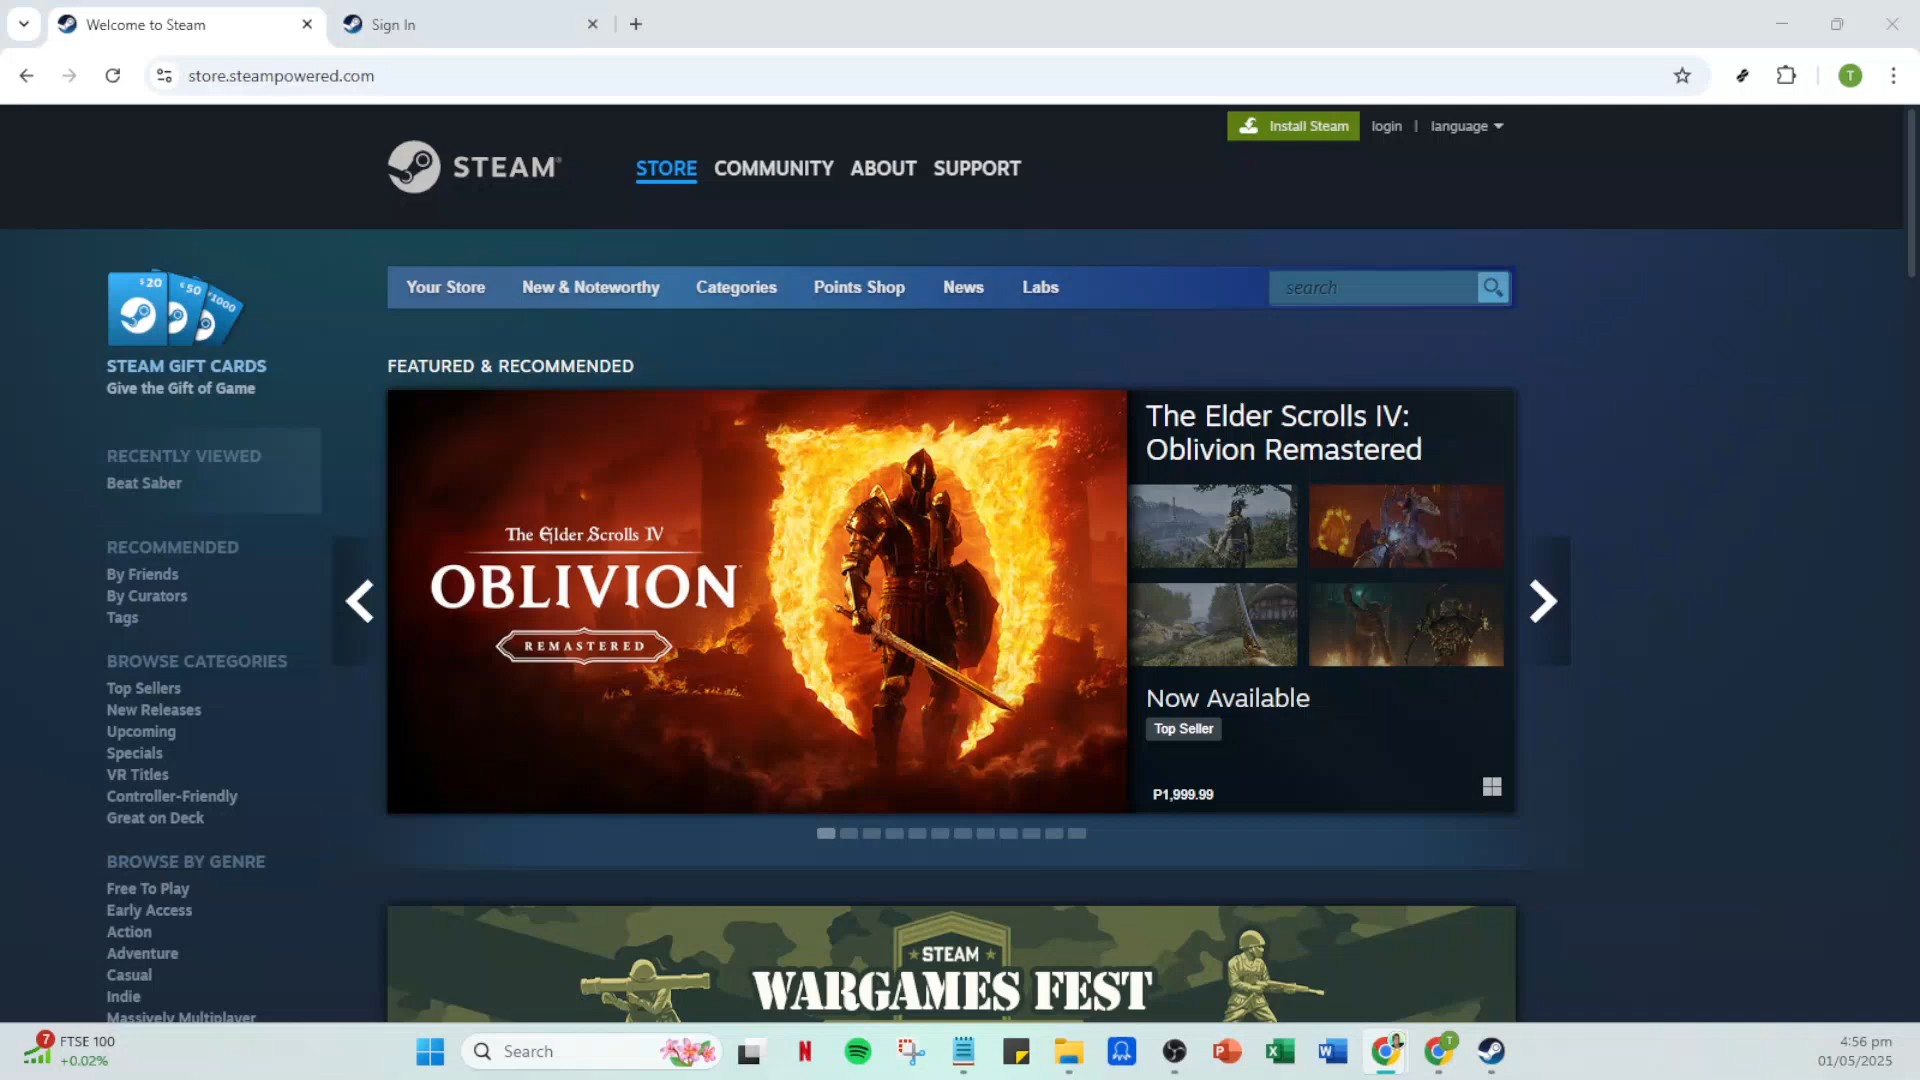 Welcome to Steam
Sign In
store.steampowered.com
T
Install Steam
login | language
STEAM®
STORE COMMUNITY ABOUT SUPPORT
$20 €50 ₹1000
STEAM GIFT CARDS
Give the Gift of Game
Your Store New & Noteworthy Categories Points Shop News Labs
search
FEATURED & RECOMMENDED
RECENTLY VIEWED
Beat Saber
RECOMMENDED
By Friends
By Curators
Tags
BROWSE CATEGORIES
Top Sellers
New Releases
Upcoming
Specials
VR Titles
Controller-Friendly
Great on Deck
BROWSE BY GENRE
Free To Play
Early Access
Action
Adventure
Casual
Indie
Massively Multiplayer
The Elder Scrolls IV
OBLIVION
REMASTERED
The Elder Scrolls IV:
Oblivion Remastered
Now Available
Top Seller
P1,999.99
STEAM
WARGAMES FEST
7
FTSE 100
+0.02%
Search
4:56 pm
01/05/2025